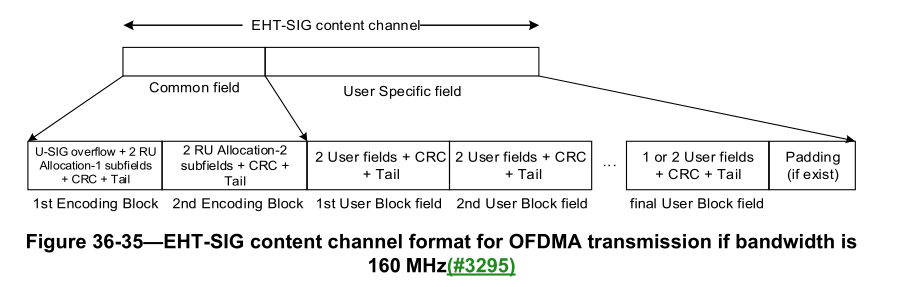 EHT-SIG content channel
Common field
User Specific field
U-SIG overflow + 2 RU
Allocation-1 subfields
+ CRC + Tail
2 RU Allocation-2
subfields + CRC +
Tail
2 User fields + CRC
+ Tail
2 User fields + CRC
+ Tail
...
1 or 2 User fields
+ CRC + Tail
Padding
(if exist)
1st Encoding Block
2nd Encoding Block
1st User Block field
2nd User Block field
final User Block field
Figure 36-35—EHT-SIG content channel format for OFDMA transmission if bandwidth is
160 MHz(#3295)